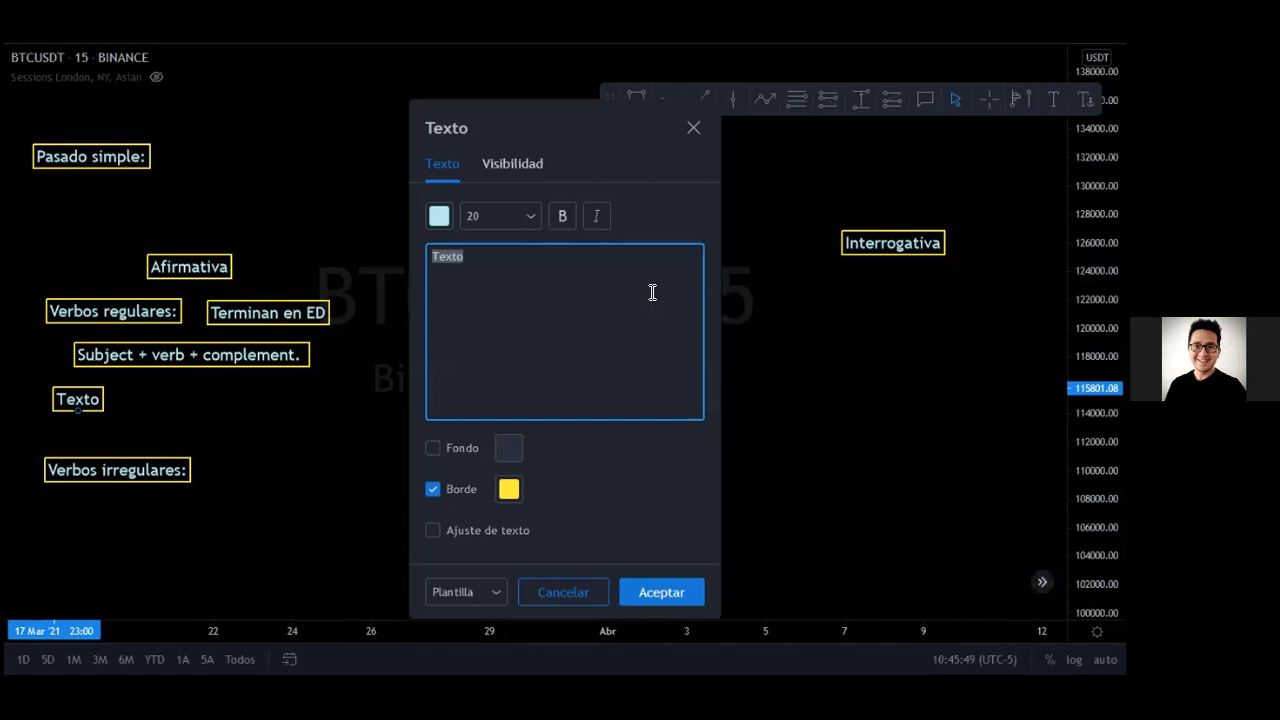 BTCUSDT · 15 · BINANCE
Sessions London, NY, Asian
USDT
138000.00
134000.00
132000.00
130000.00
128000.00
126000.00
124000.00
122000.00
120000.00
118000.00
115801.08
114000.00
112000.00
110000.00
108000.00
106000.00
104000.00
102000.00
100000.00
Pasado simple:
Afirmativa
Verbos regulares:
Terminan en ED
Subject + verb + complement.
Texto
Verbos irregulares:
Interrogativa
Texto
Texto
Visibilidad
20
B
I
Texto
Fondo
Borde
Ajuste de texto
Plantilla
Cancelar
Aceptar
17 Mar '21 23:00
22
24
26
29
Abr
3
5
7
9
12
1D
5D
1M
3M
6M
YTD
1A
5A
Todos
10:45:49 (UTC-5)
%
log
auto